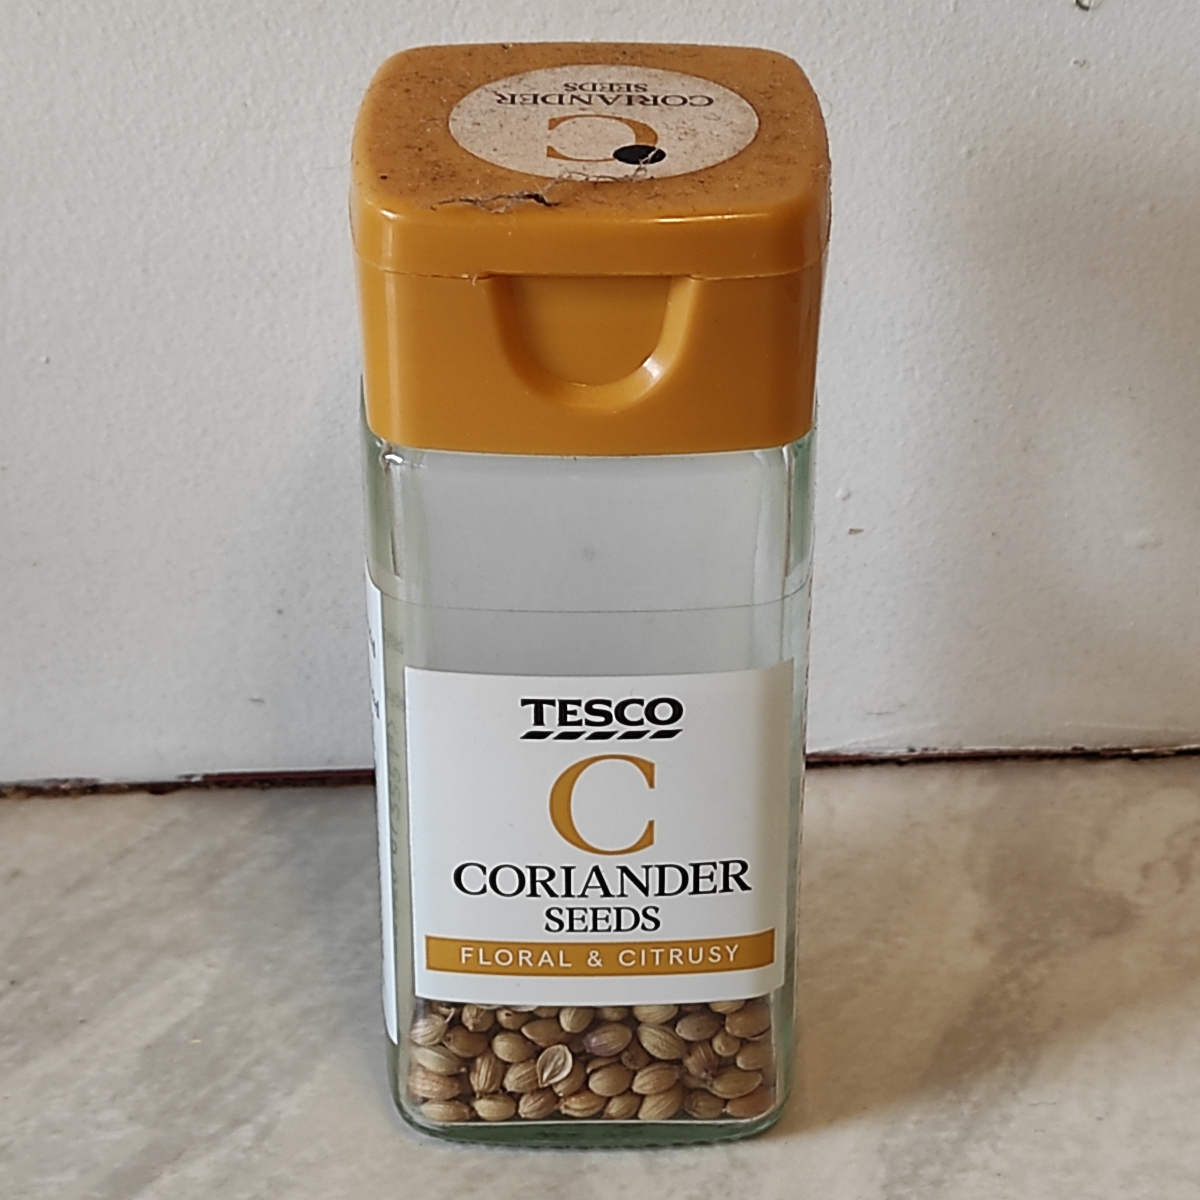 CORIANDER
SEEDS
C
TESCO
C
CORIANDER
SEEDS
FLORAL & CITRUSY